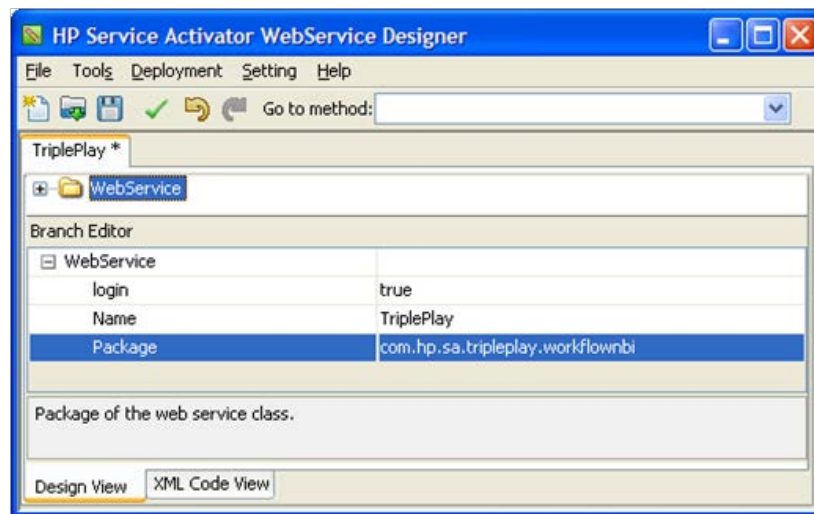 HP Service Activator WebService Designer
File Tools Deployment Setting Help
Go to method:
TriplePlay *
WebService
Branch Editor
WebService
login true
Name TriplePlay
Package com.hp.sa.tripleplay.workflownbi
Package of the web service class.
Design View XML Code View